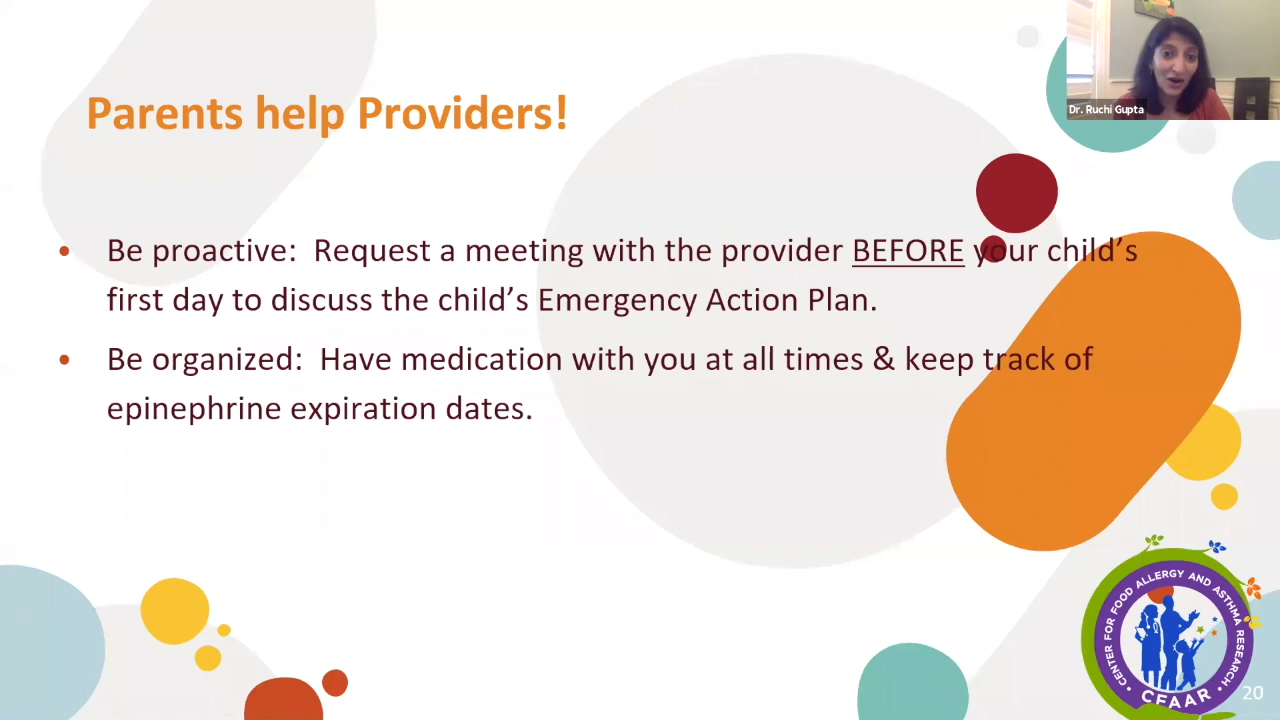 Dr. Ruchi Gupta
Parents help Providers!
• Be proactive:  Request a meeting with the provider BEFORE your child's
first day to discuss the child's Emergency Action Plan.
• Be organized:  Have medication with you at all times & keep track of
epinephrine expiration dates.
• CENTER FOR FOOD ALLERGY AND ASTHMA RESEARCH •
CFAAR
20